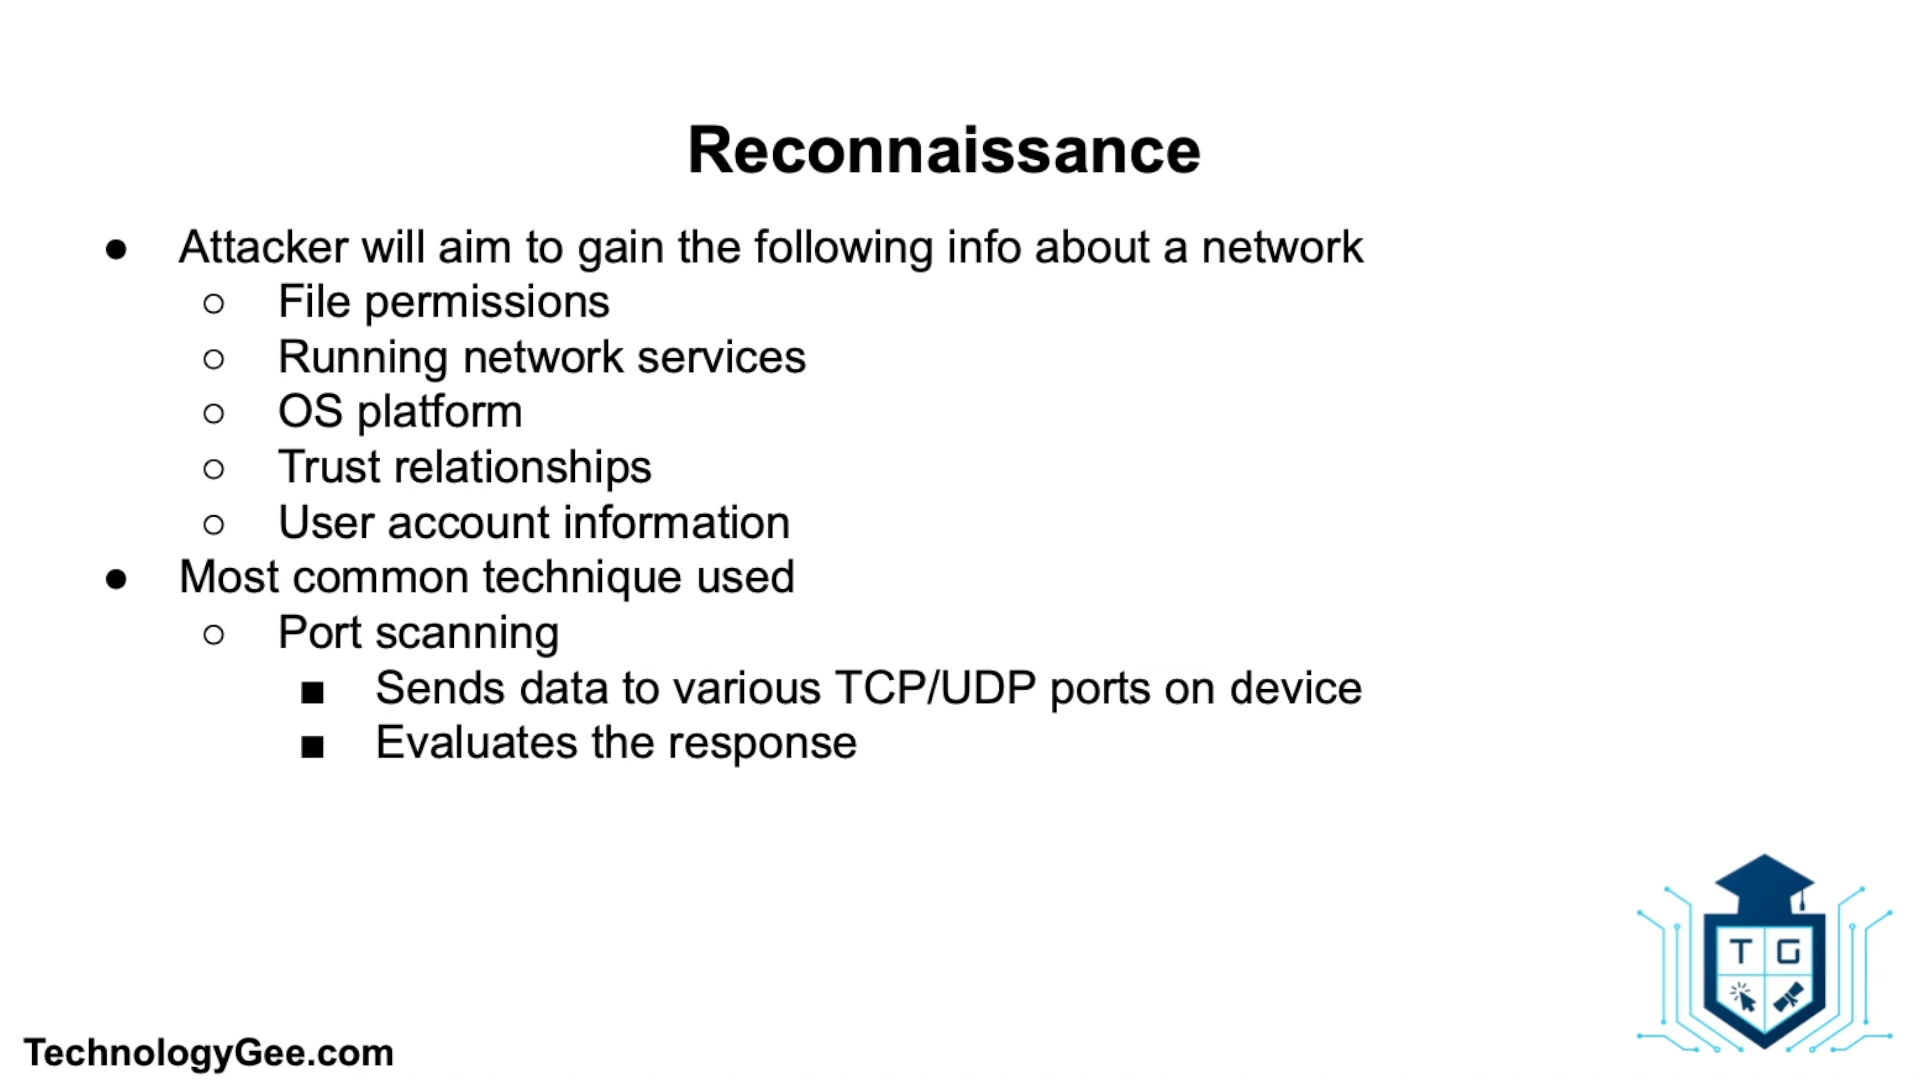 Reconnaissance
● Attacker will aim to gain the following info about a network
○ File permissions
○ Running network services
○ OS platform
○ Trust relationships
○ User account information
● Most common technique used
○ Port scanning
■ Sends data to various TCP/UDP ports on device
■ Evaluates the response
T G
TechnologyGee.com